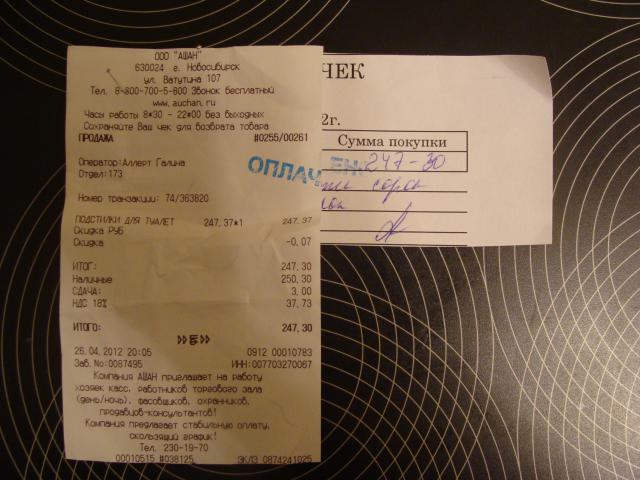 ООО "АШАН"
630024 г. Новосибирск
ул. Ватутина 107
Тел. 8-800-700-5-800 Звонок бесплатный
www.auchan.ru
Часы работы 8*30 - 22*00 без выходных
Сохраняйте Ваш чек для возврата товара
ПРОДАЖА #0255/00261
Оператор:Аллерт Галина
Отдел:173
Номер транзакции: 74/363820
ПОДСТИЛКИ ДЛЯ ТУАЛЕТ 247,37*1 247,37
Скидка РУБ
Скидка -0,07
ИТОГ: 247,30
Наличные 250,30
СДАЧА: 3,00
НДС 18% 37,73
ИТОГО: 247,30
26.04.2012 20:05 0912 00010783
Зав.No:0087495 ИНН:007703270067
Компания АШАН приглашает на работу
хозяек касс, работников торгового зала
(день/ночь), фасовщиков, охранников,
продавцов-консультантов!
Компания предлагает стабильную оплату,
скользящий график!
Тел. 230-19-70
00010515 #038125 ЭКЛЗ 0874241025
ЧЕК
2г.
Сумма покупки
247-30
сорок
ОПЛАЧЕН